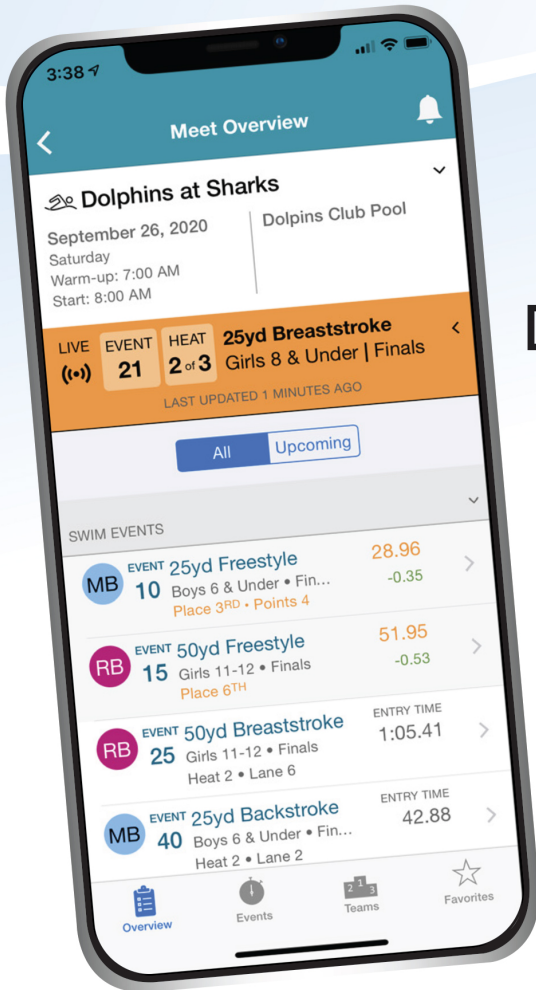 3:38
Meet Overview
Dolphins at Sharks
September 26, 2020
Saturday
Warm-up: 7:00 AM
Start: 8:00 AM
Dolpins Club Pool
LIVE
EVENT
21
HEAT
2 of 3
25yd Breaststroke
Girls 8 & Under | Finals
LAST UPDATED 1 MINUTES AGO
All
Upcoming
SWIM EVENTS
MB
EVENT
10
25yd Freestyle
Boys 6 & Under • Fin...
Place 3RD • Points 4
28.96
-0.35
RB
EVENT
15
50yd Freestyle
Girls 11-12 • Finals
Place 6TH
51.95
-0.53
RB
EVENT
25
50yd Breaststroke
Girls 11-12 • Finals
Heat 2 • Lane 6
ENTRY TIME
1:05.41
MB
EVENT
40
25yd Backstroke
Boys 6 & Under • Fin...
Heat 2 • Lane 2
ENTRY TIME
42.88
Overview
Events
2 1 3
Teams
Favorites